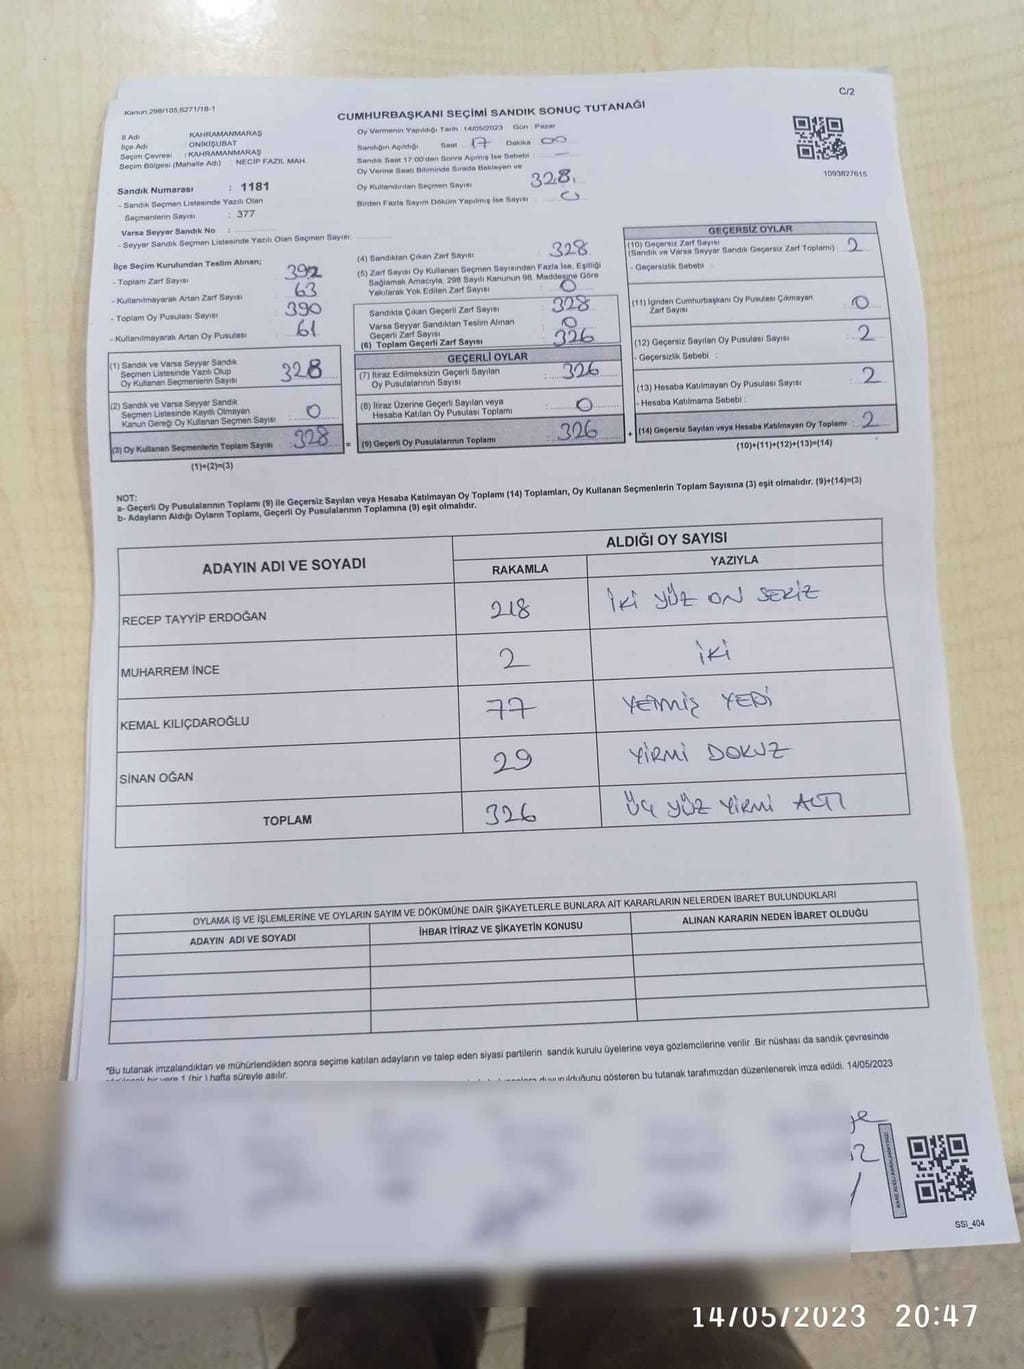 C/2
Kanun.298/105,6271/18-1
CUMHURBAŞKANI SEÇİMİ SANDIK SONUÇ TUTANAĞI
İl Adı : KAHRAMANMARAŞ
İlçe Adı : ONİKİŞUBAT
Seçim Çevresi : KAHRAMANMARAŞ
Seçim Bölgesi (Mahalle Adı) : NECİP FAZIL MAH.
Sandık Numarası : 1181
- Sandık Seçmen Listesinde Yazılı Olan
Seçmenlerin Sayısı : 377
Varsa Seyyar Sandık No :
- Seyyar Sandık Seçmen Listesinde Yazılı Olan Seçmen Sayısı:
Oy Vermenin Yapıldığı Tarih :14/05/2023 Gün : Pazar
Sandığın Açıldığı Saat 17 Dakika 00
Sandık Saat 17:00'den Sonra Açımış İse Sebebi —
Oy Verme Saati Bitiminde Sırada Bekleyen ve
Oy Kullandırılan Seçmen Sayısı 328
Birden Fazla Sayım Döküm Yapılmış İse Sayısı 0
1093827615
İlçe Seçim Kurulundan Teslim Alınan;
- Toplam Zarf Sayısı : 392
- Kullanılmayarak Artan Zarf Sayısı : 63
- Toplam Oy Pusulası Sayısı : 390
- Kullanılmayarak Artan Oy Pusulası : 61
(1) Sandık ve Varsa Seyyar Sandık
Seçmen Listesinde Yazılı Olup
Oy Kullanan Seçmenlerin Sayısı : 328
(2) Sandık ve Varsa Seyyar Sandık
Seçmen Listesinde Kayıtlı Olmayan
Kanun Gereği Oy Kullanan Seçmen Sayısı : 0
(3) Oy Kullanan Seçmenlerin Toplam Sayısı : 328
(1)+(2)=(3)
(4) Sandıktan Çıkan Zarf Sayısı : 328
(5) Zarf Sayısı Oy Kullanan Seçmen Sayısından Fazla İse, Eşitliği
Sağlamak Amacıyla, 298 Sayılı Kanunun 98. Maddesine Göre
Yakılarak Yok Edilen Zarf Sayısı : 0
Sandıkta Çıkan Geçerli Zarf Sayısı : 328
Varsa Seyyar Sandıktan Teslim Alınan
Geçerli Zarf Sayısı : 0
(6) Toplam Geçerli Zarf Sayısı : 326
GEÇERLİ OYLAR
(7) İtiraz Edilmeksizin Geçerli Sayılan
Oy Pusulalarının Sayısı : 326
(8) İtiraz Üzerine Geçerli Sayılan veya
Hesaba Katılan Oy Pusulası Toplamı : 0
= (9) Geçerli Oy Pusulalarının Toplamı : 326
GEÇERSİZ OYLAR
(10) Geçersiz Zarf Sayısı
(Sandık ve Varsa Seyyar Sandık Geçersiz Zarf Toplamı) : 2
- Geçersizlik Sebebi :
(11) İçinden Cumhurbaşkanı Oy Pusulası Çıkmayan
Zarf Sayısı : 0
(12) Geçersiz Sayılan Oy Pusulası Sayısı : 2
- Geçersizlik Sebebi :
(13) Hesaba Katılmayan Oy Pusulası Sayısı : 2
- Hesaba Katılmama Sebebi :
+ (14) Geçersiz Sayılan veya Hesaba Katılmayan Oy Toplamı : 2
(10)+(11)+(12)+(13)=(14)
NOT:
a- Geçerli Oy Pusulalarının Toplamı (9) ile Geçersiz Sayılan veya Hesaba Katılmayan Oy Toplamı (14) Toplamları, Oy Kullanan Seçmenlerin Toplam Sayısına (3) eşit olmalıdır. (9)+(14)=(3)
b- Adayların Aldığı Oyların Toplamı, Geçerli Oy Pusulalarının Toplamına (9) eşit olmalıdır.
ADAYIN ADI VE SOYADI
ALDIĞI OY SAYISI
RAKAMLA YAZIYLA
RECEP TAYYİP ERDOĞAN 218 İKİ YÜZ ON SEKİZ
MUHARREM İNCE 2 İKİ
KEMAL KILIÇDAROĞLU 77 YETMİŞ YEDİ
SİNAN OĞAN 29 YİRMİ DOKUZ
TOPLAM 326 ÜÇ YÜZ YİRMİ ALTI
OYLAMA İŞ VE İŞLEMLERİNE VE OYLARIN SAYIM VE DÖKÜMÜNE DAİR ŞİKAYETLERLE BUNLARA AİT KARARLARIN NELERDEN İBARET BULUNDUKLARI
ADAYIN ADI VE SOYADI İHBAR İTİRAZ VE ŞİKAYETİN KONUSU ALINAN KARARIN NEDEN İBARET OLDUĞU
*Bu tutanak imzalandıktan ve mühürlendikten sonra seçime katılan adayların ve talep eden siyasi partilerin sandık kurulu üyelerine veya gözlemcilerine verilir .Bir nüshası da sandık çevresinde
bir yere 1 (bir ) hafta süreyle asılır.
duyurulduğunu gösteren bu tutanak tarafımızdan düzenlenerek imza edildi. 14/05/2023
SSI_404
14/05/2023 20:47